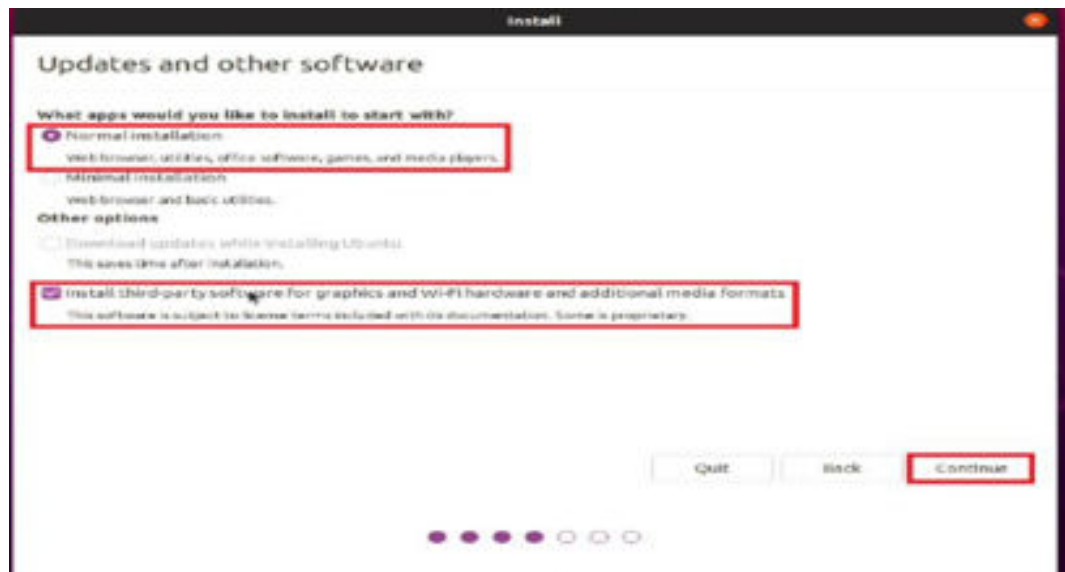 Install
Updates and other software
What apps would you like to install to start with?
Normal installation
Web browser, utilities, office software, games, and media players.
Minimal installation
Web browser and basic utilities.
Other options
Download updates while installing Ubuntu
This saves time after installation.
Install third-party software for graphics and Wi-Fi hardware and additional media formats
This software is subject to license terms included with its documentation. Some is proprietary.
Quit Back Continue